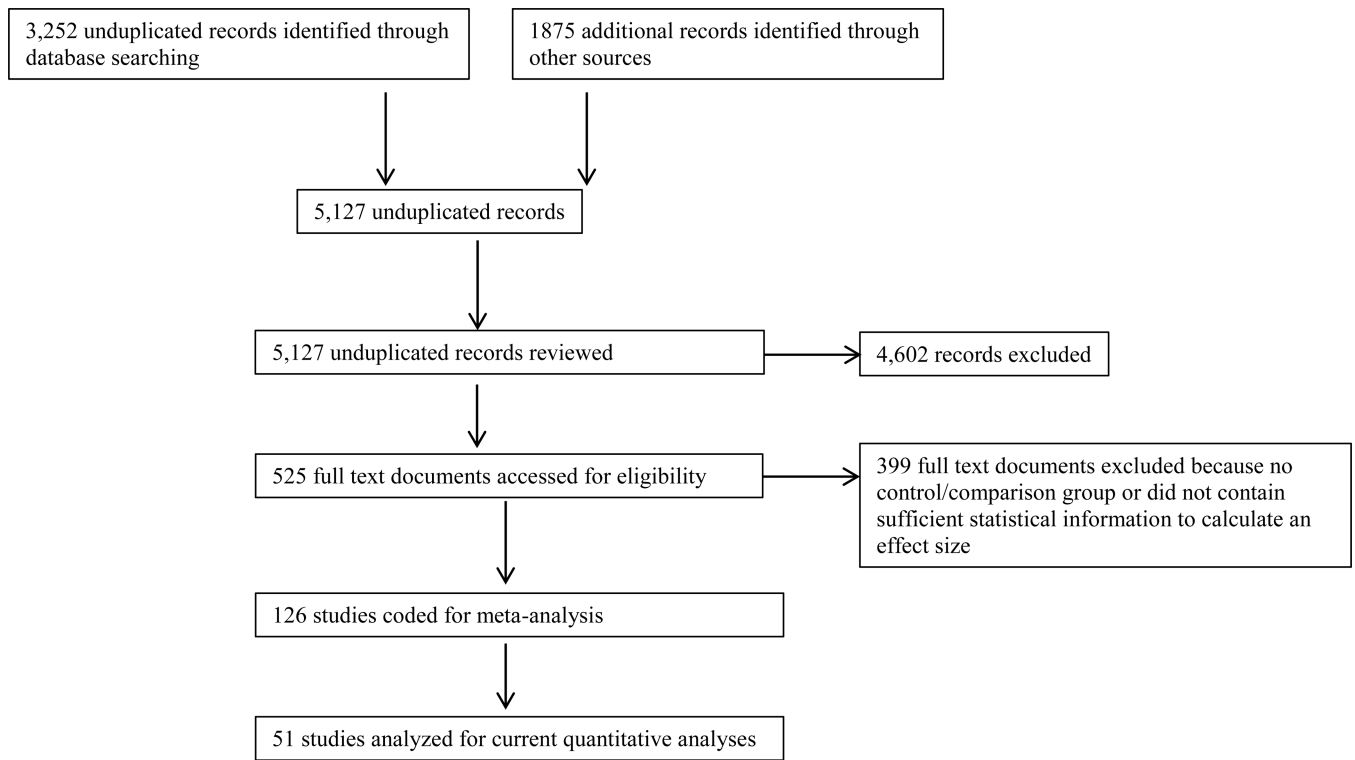 3,252 unduplicated records identified through
database searching
1875 additional records identified through
other sources
5,127 unduplicated records
5,127 unduplicated records reviewed
4,602 records excluded
525 full text documents accessed for eligibility
399 full text documents excluded because no
control/comparison group or did not contain
sufficient statistical information to calculate an
effect size
126 studies coded for meta-analysis
51 studies analyzed for current quantitative analyses